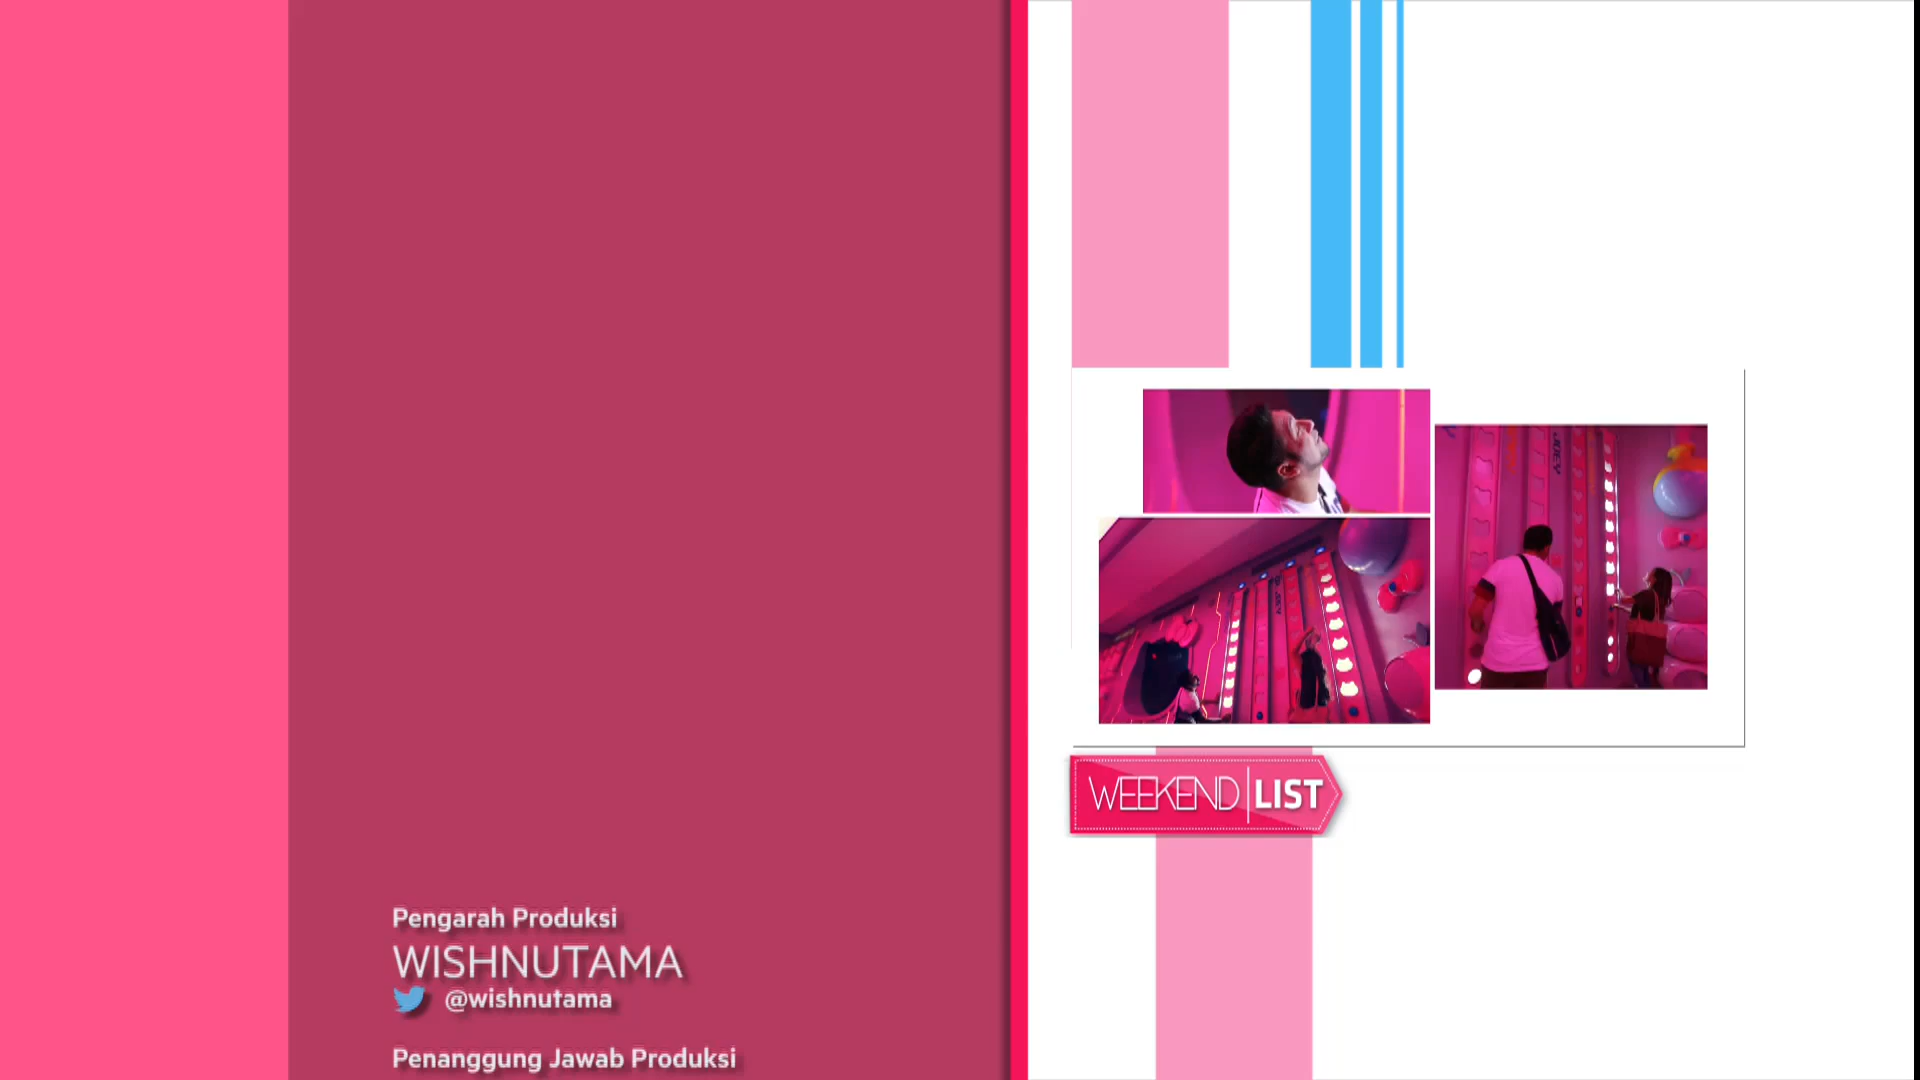 WEEKEND LIST
Pengarah Produksi
WISHNUTAMA
@wishnutama
Penanggung Jawab Produksi